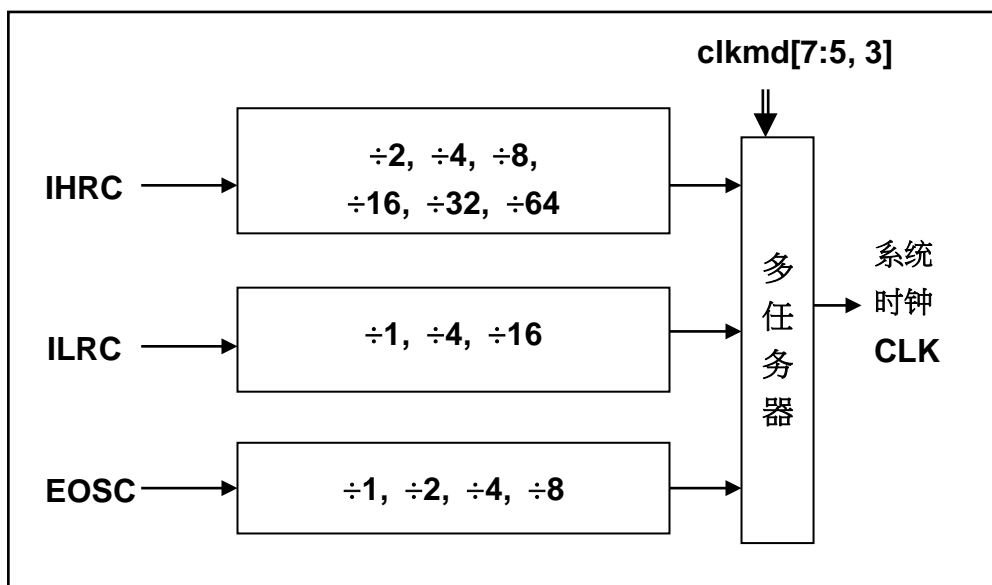 clkmd[7:5, 3]
IHRC
÷2, ÷4, ÷8,
÷16, ÷32, ÷64
ILRC
÷1, ÷4, ÷16
EOSC
÷1, ÷2, ÷4, ÷8
多
任
务
器
系统
时钟
CLK